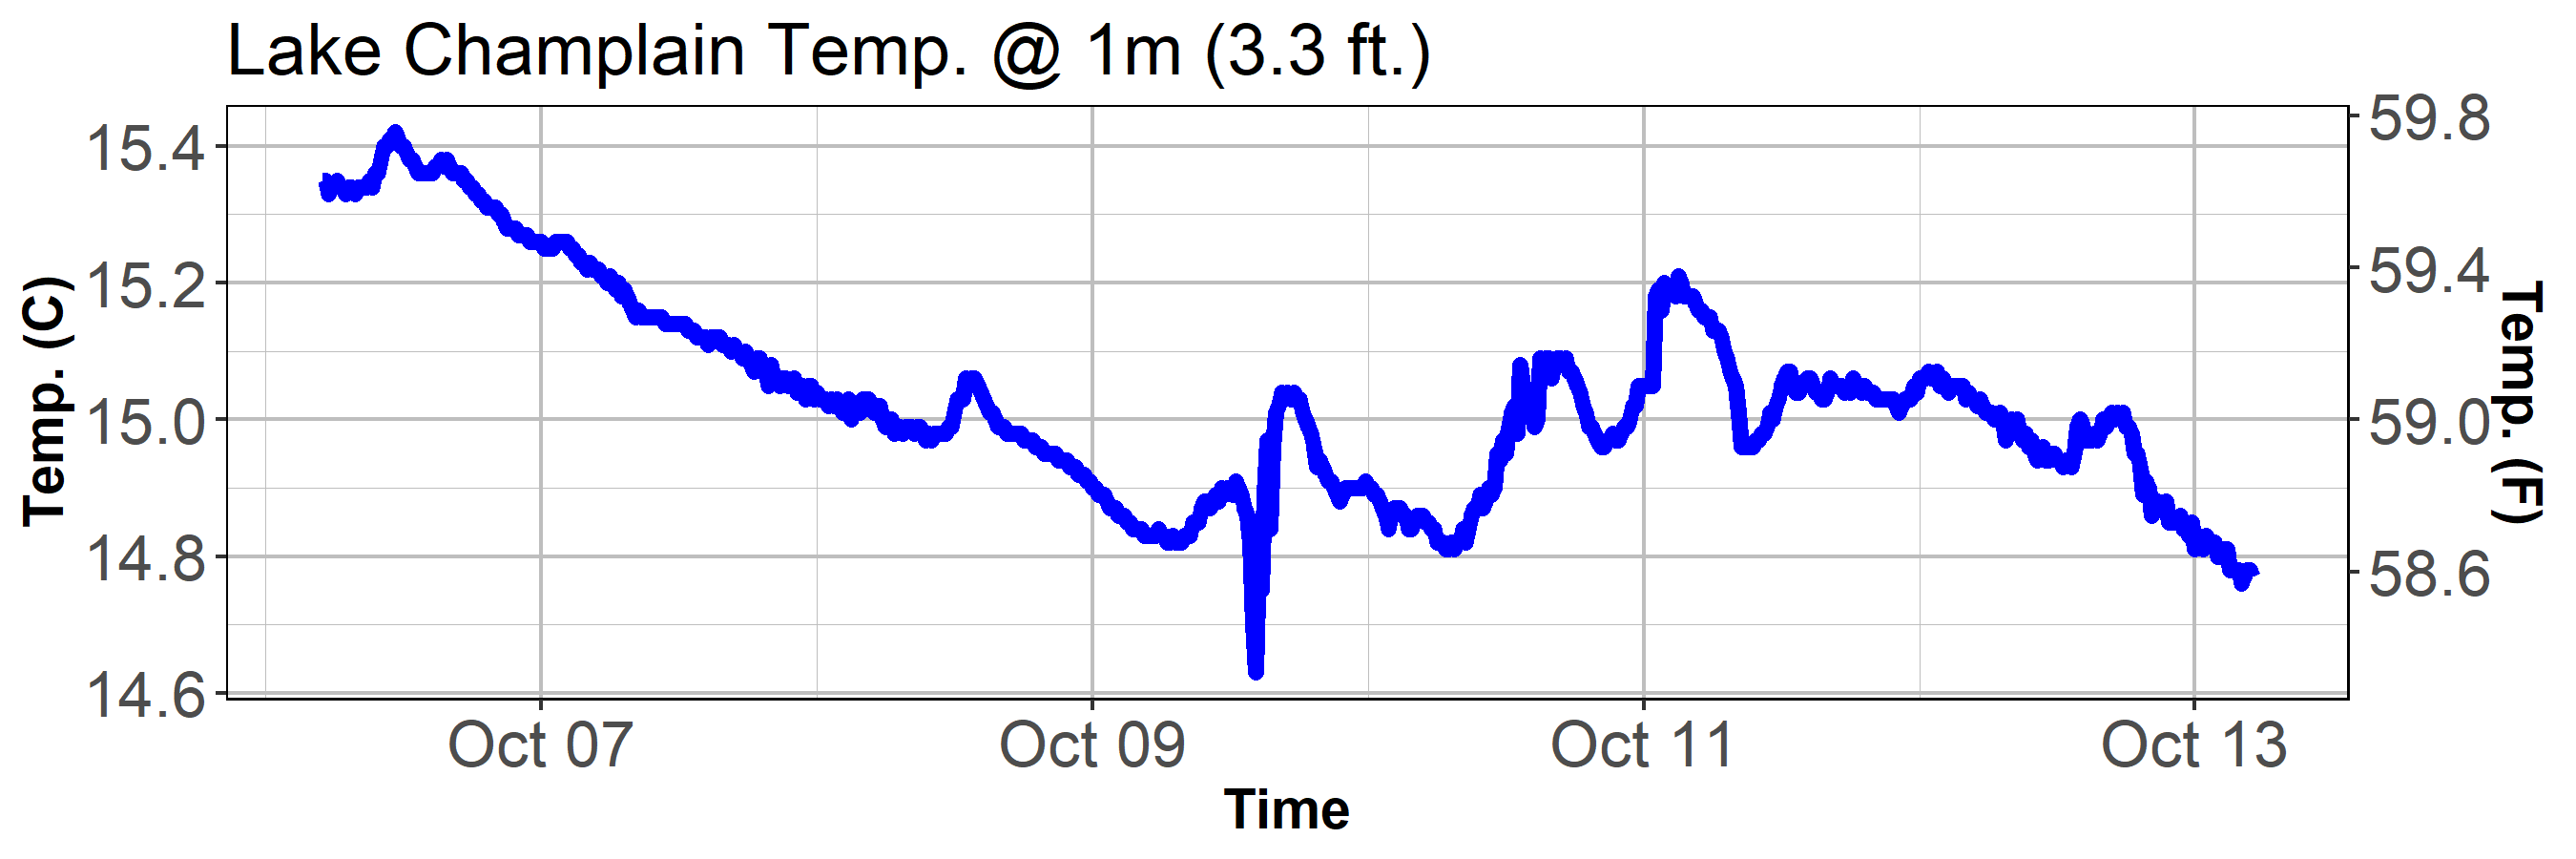 Lake Champlain Temp. @ 1m (3.3 ft.)
Temp. (C)
15.4
15.2
15.0
14.8
14.6
59.8
59.4
59.0
58.6
Temp. (F)
Oct 07
Oct 09
Oct 11
Oct 13
Time